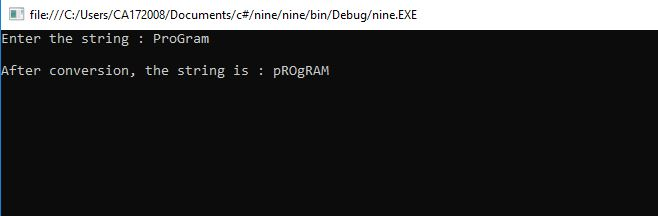 file:///C:/Users/CA172008/Documents/c#/nine/nine/bin/Debug/nine.EXE
Enter the string : ProGram
After conversion, the string is : pROgRAM